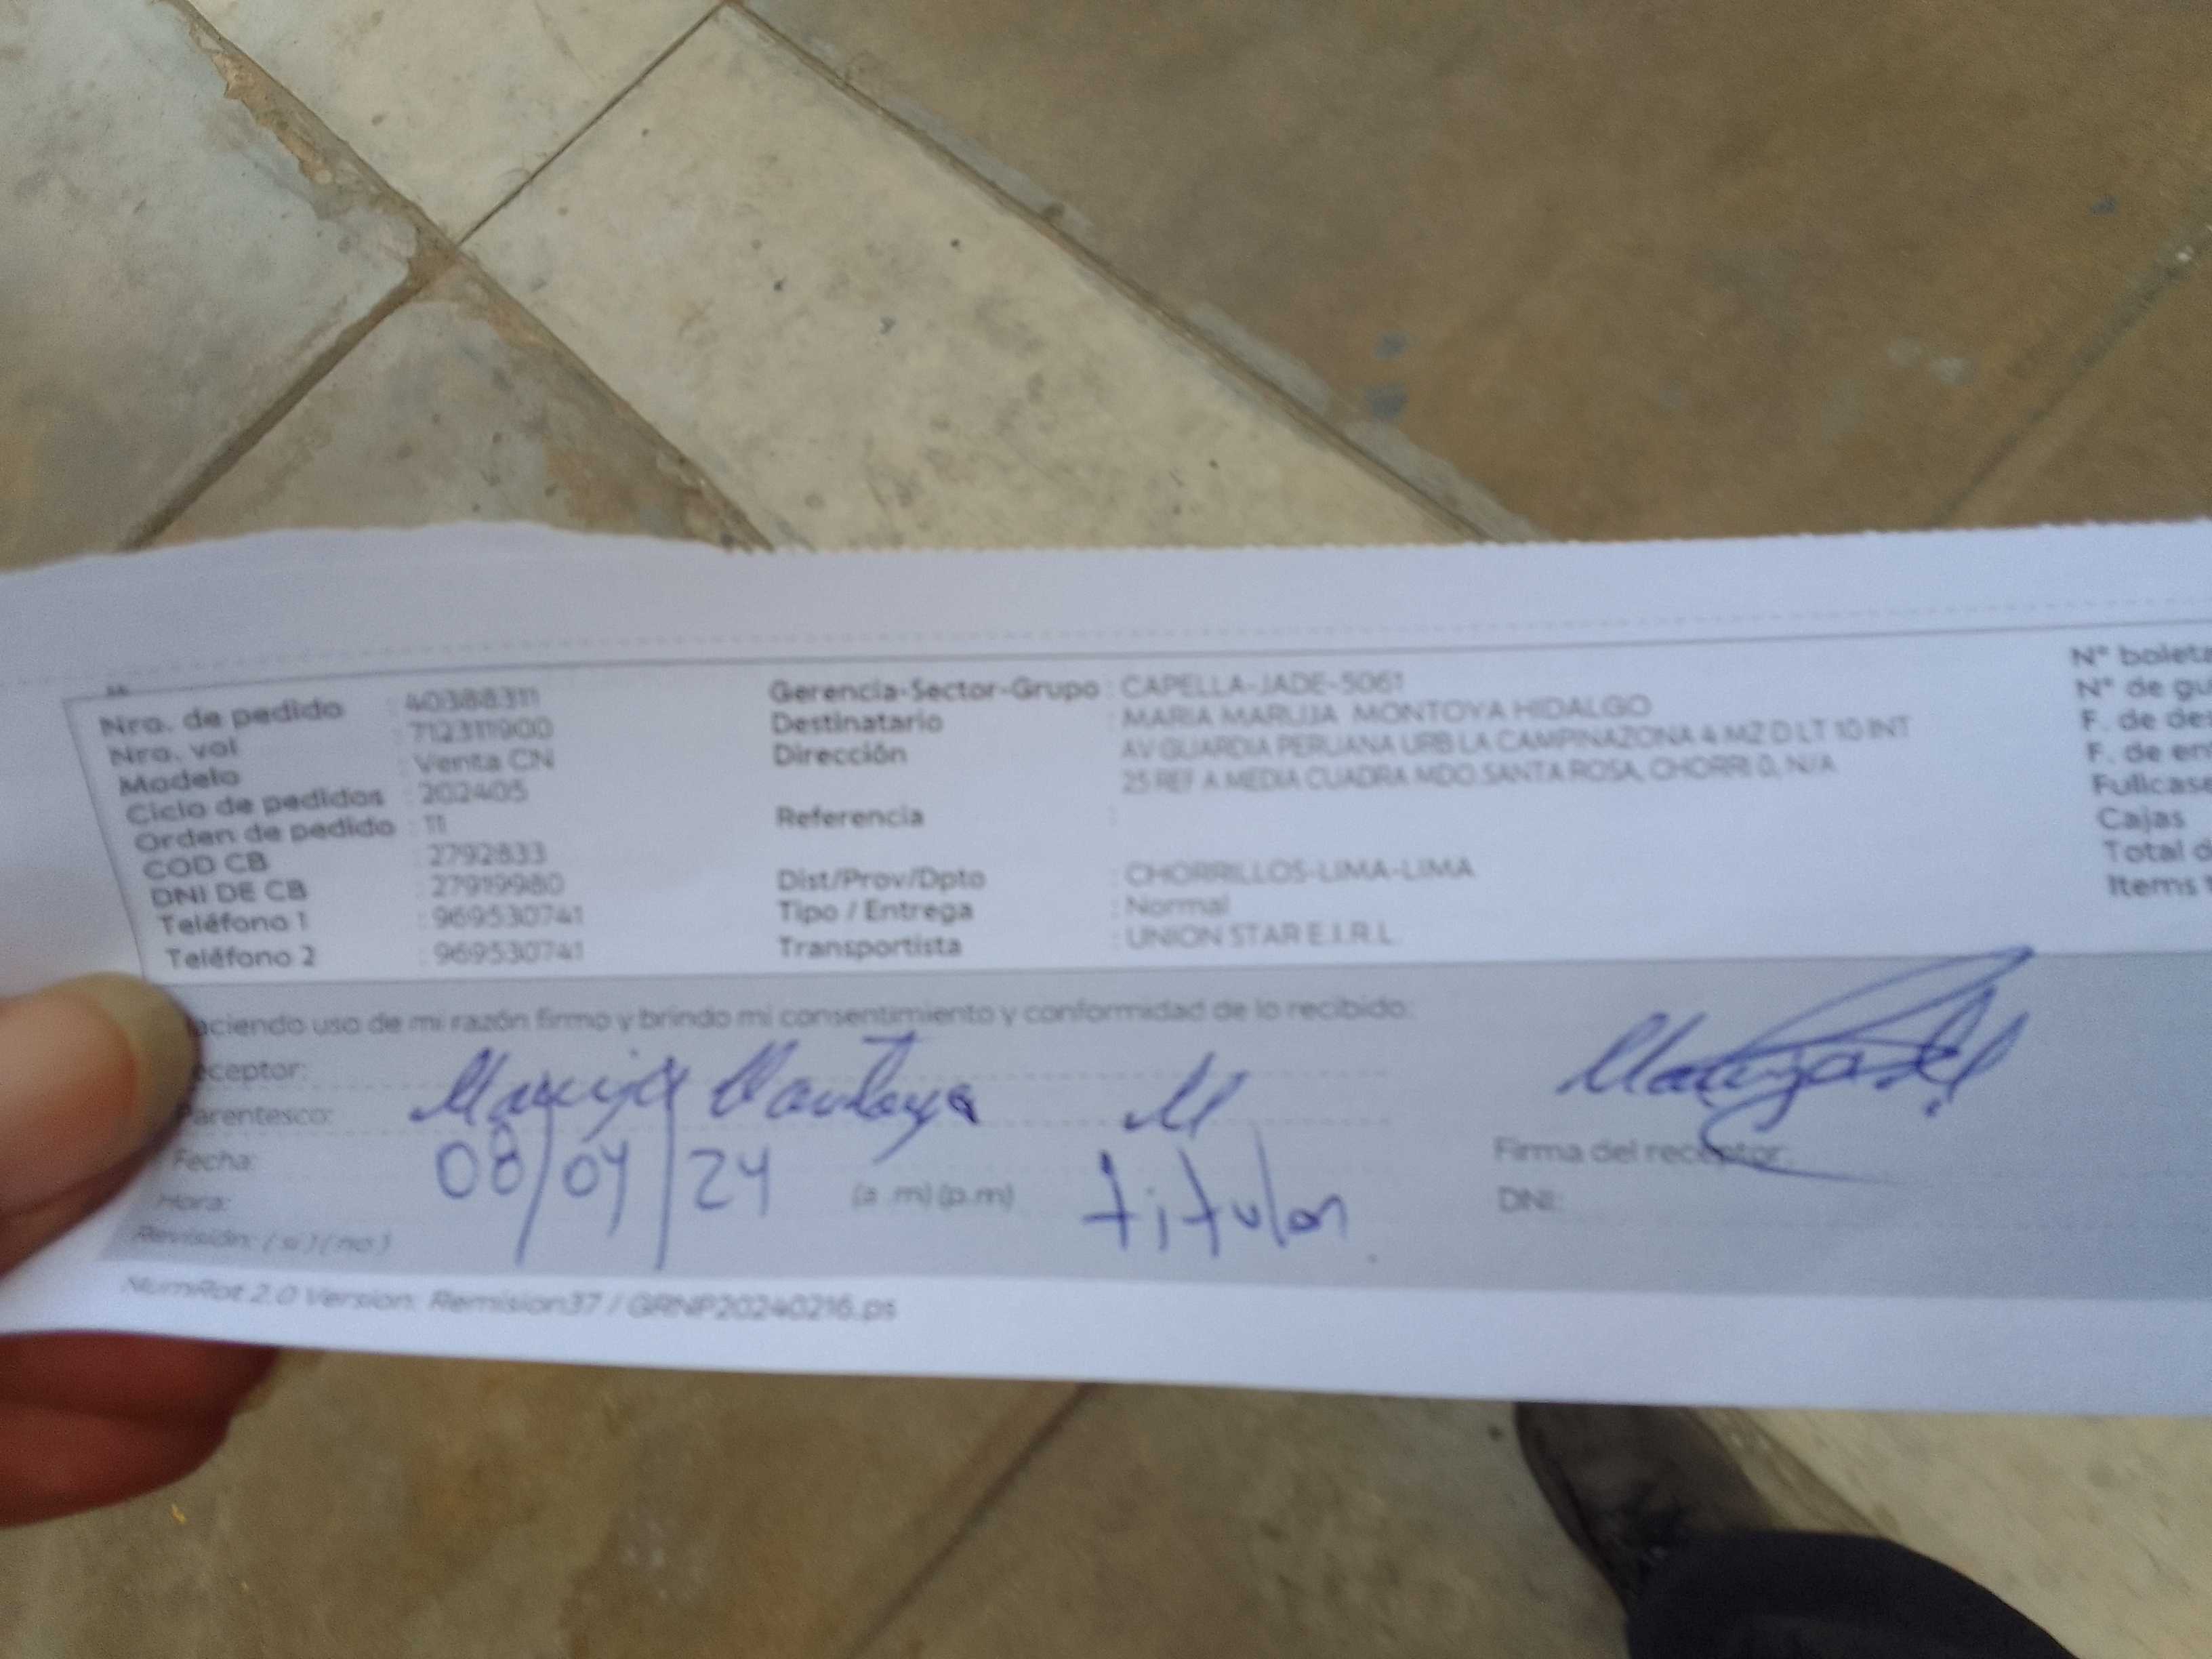 Nro. de pedido : 40388311
Nro. val : 7123111900
Modelo : Venta CN
Ciclo de pedidos : 202405
Orden de pedido : 11
COD CB : 2792833
DNI DE CB : 27919980
Teléfono 1 : 969530741
Teléfono 2 : 969530741
Gerencia-Sector-Grupo : CAPELLA-JADE-5061
Destinatario : MARIA MARUJA MONTOYA HIDALGO
Dirección AV GUARDIA PERUANA URB LA CAMPINAZONA 4 MZ D LT 10 INT
25 REF A MEDIA CUADRA MDO.SANTA ROSA, CHORRI 0, N/A
Referencia :
Dist/Prov/Dpto : CHORRILLOS-LIMA-LIMA
Tipo / Entrega : Normal
Transportista : UNION STAR E.I.R.L.
N° boleta
N° de gu
F. de de
F. de en
Fullcase
Cajas
Total d
Items
aciendo uso de mi razón firmo y brindo mi consentimiento y conformidad de lo recibido:
eceptor:
Maruja Montoya
Parentesco:
Fecha: 08/04/24 (a.m) (p.m) titular
Hora:
Revisión: ( si ) ( no )
Firma del receptor:
DNI:
NumRot 2.0 Version: Remision37 / GRNP20240216.ps